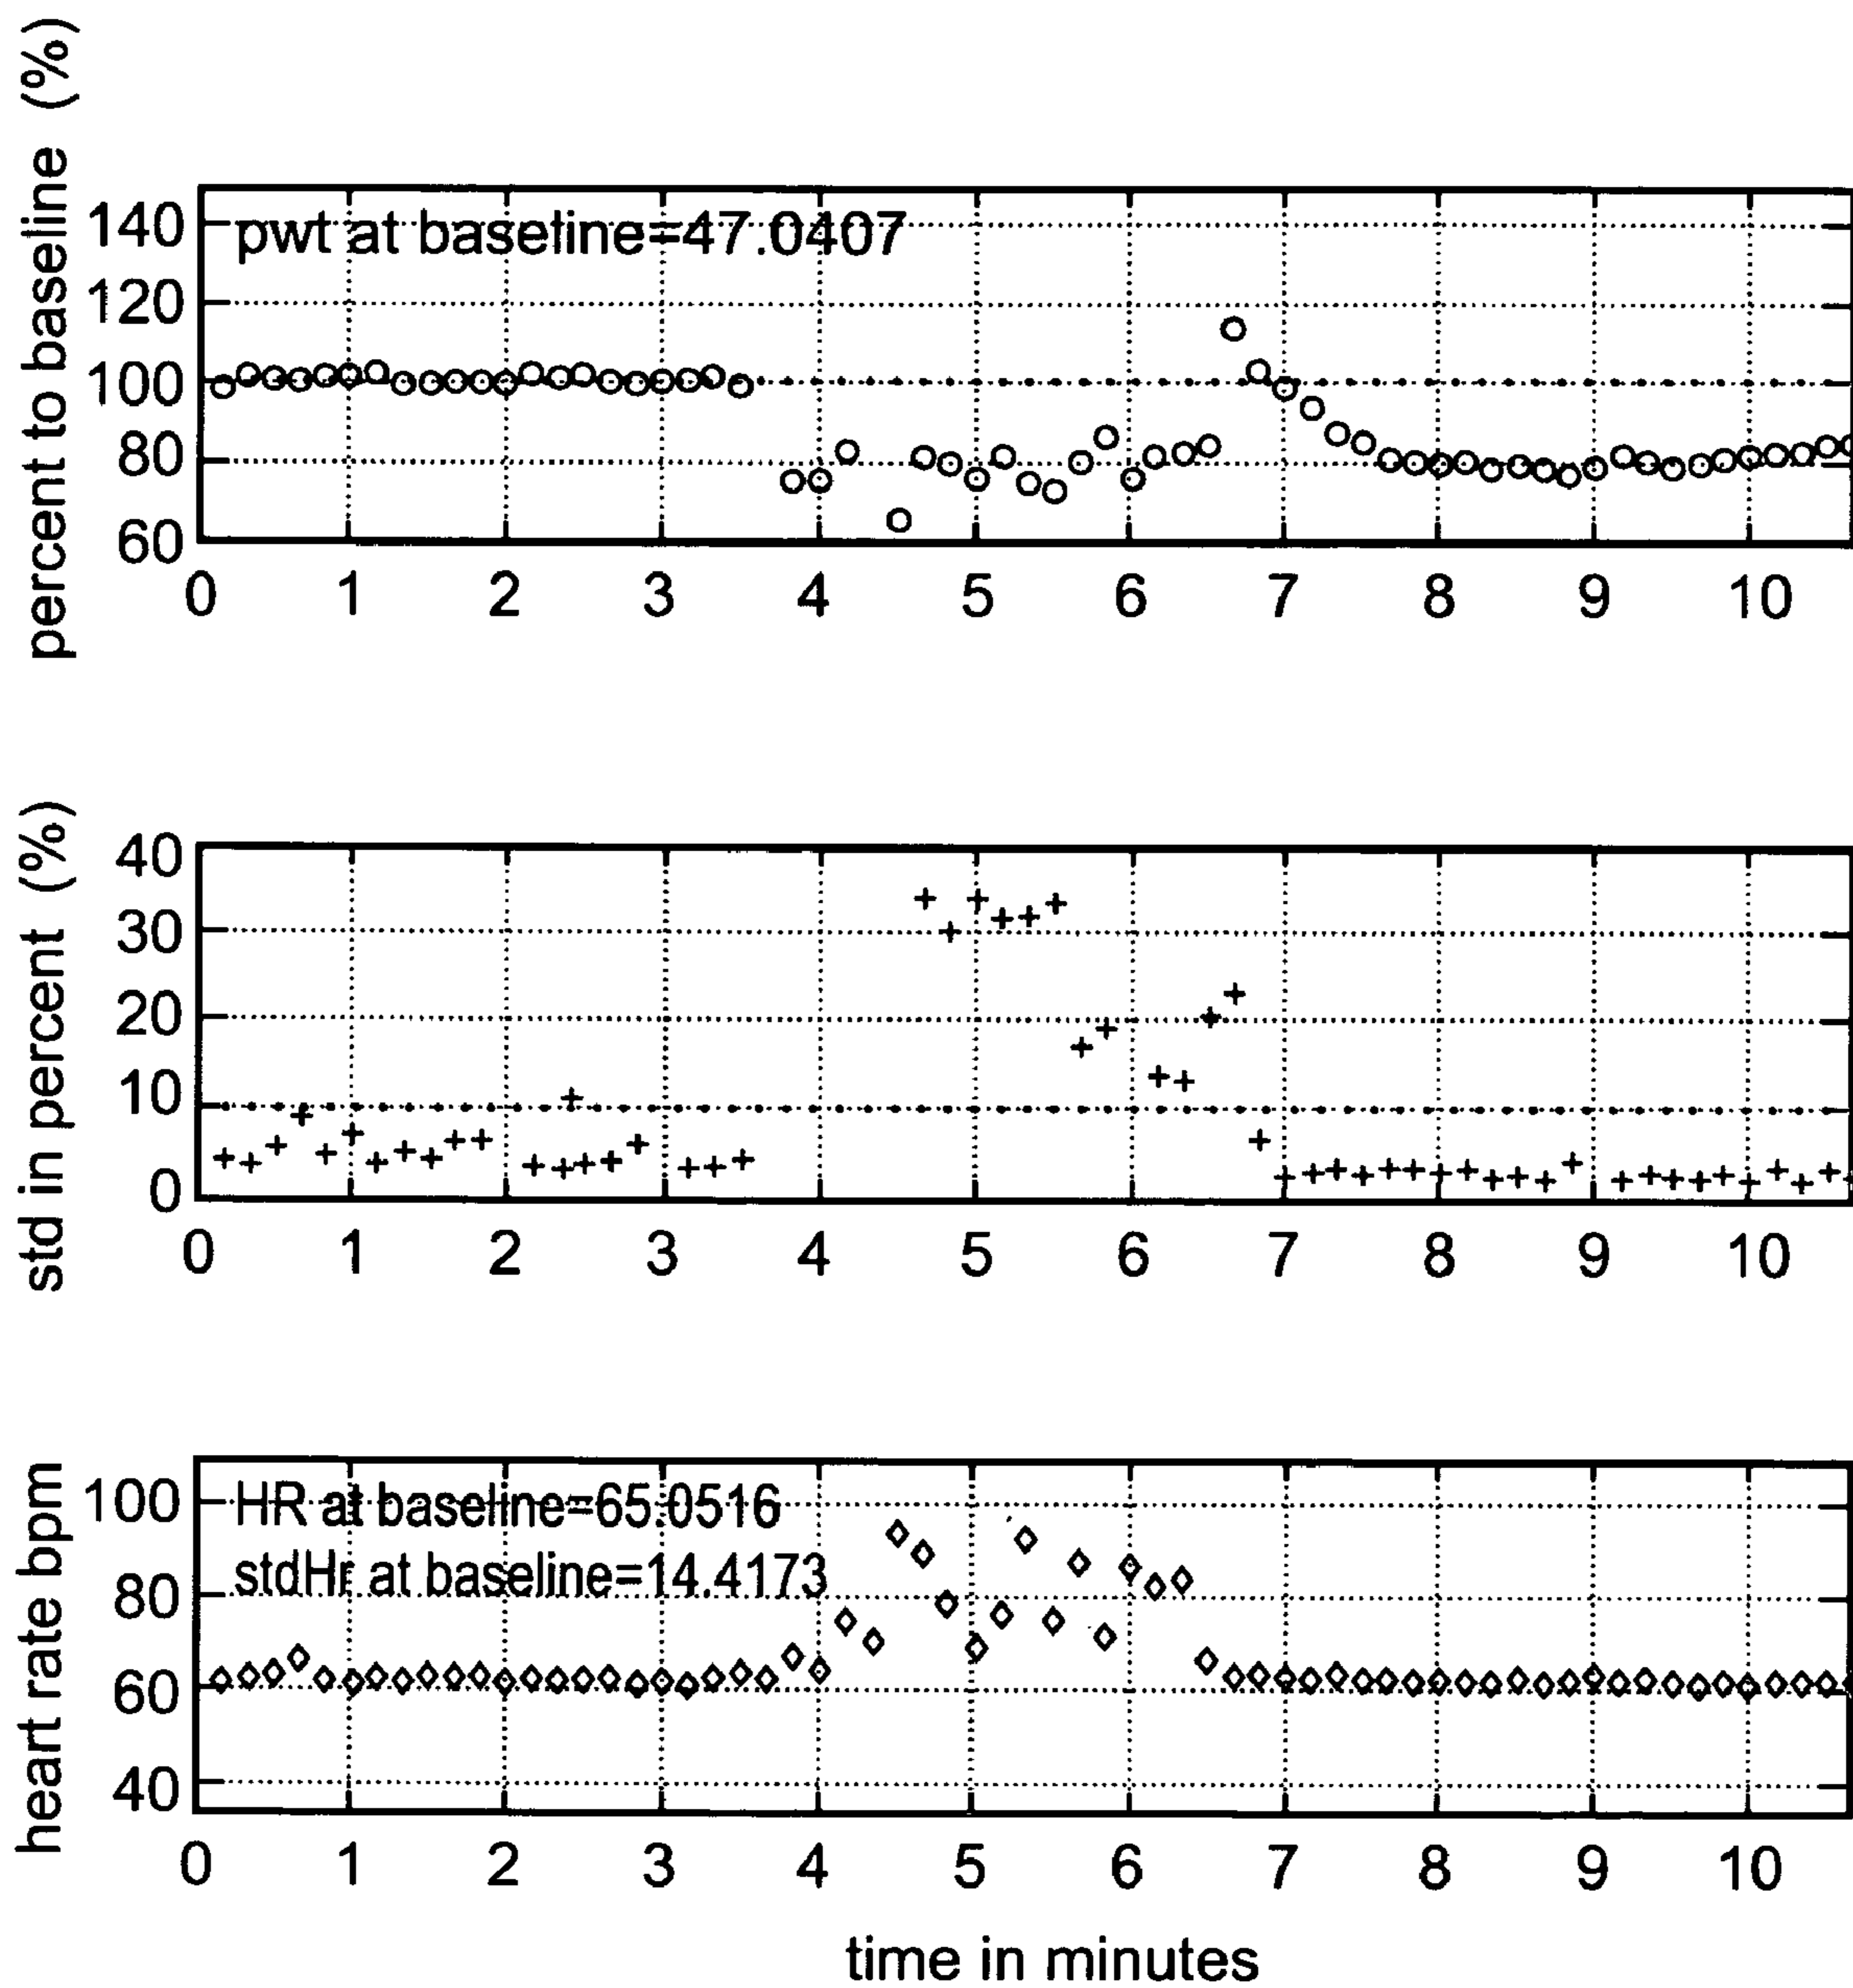 percent to baseline (%)
140
120
100
80
60
pwt at baseline=47.0407
0 1 2 3 4 5 6 7 8 9 10
std in percent (%)
40
30
20
10
0
0 1 2 3 4 5 6 7 8 9 10
heart rate bpm
100
80
60
40
HR at baseline=65.0516
stdHr at baseline=14.4173
0 1 2 3 4 5 6 7 8 9 10
time in minutes